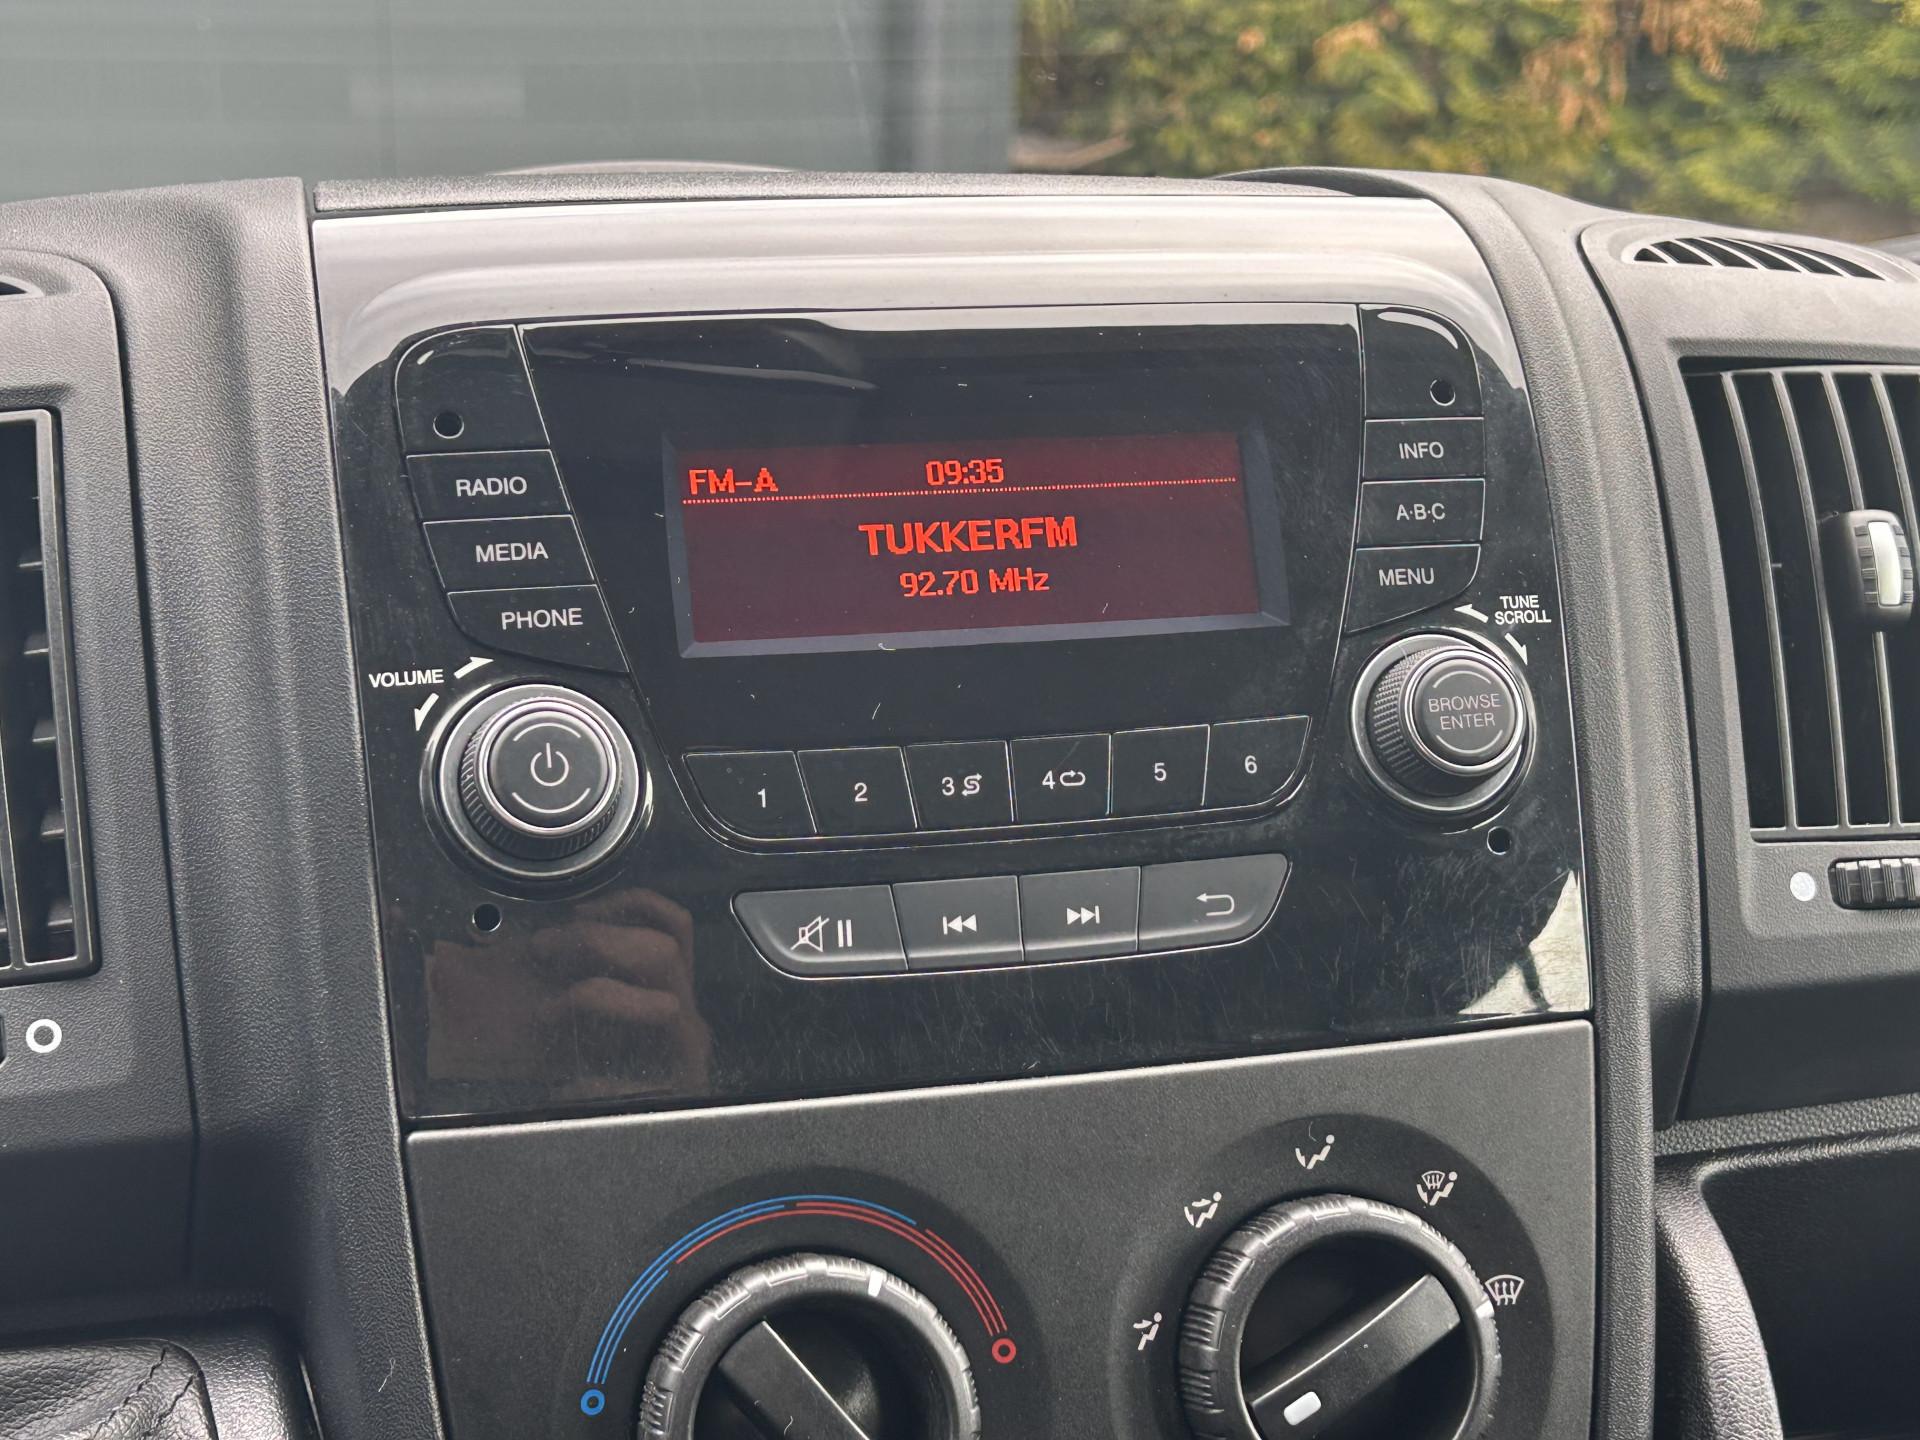 FM-A 09:35
TUKKERFM
92.70 MHz
RADIO
MEDIA
PHONE
VOLUME
INFO
A·B·C
MENU
TUNE
SCROLL
BROWSE
ENTER
1 2 3 4 5 6